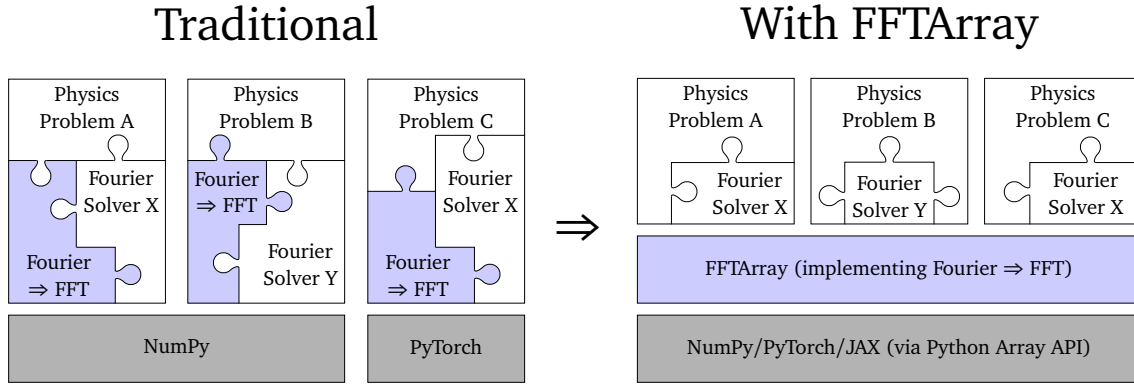 Traditional
With FFTArray
Physics
Problem A
Physics
Problem B
Physics
Problem C
Fourier
Solver X
Fourier
⇒ FFT
Fourier
⇒ FFT
Fourier
Solver Y
Fourier
Solver X
Fourier
⇒ FFT
NumPy
PyTorch
⇒
Physics
Problem A
Physics
Problem B
Physics
Problem C
Fourier
Solver X
Fourier
Solver Y
Fourier
Solver X
FFTArray (implementing Fourier ⇒ FFT)
NumPy/PyTorch/JAX (via Python Array API)